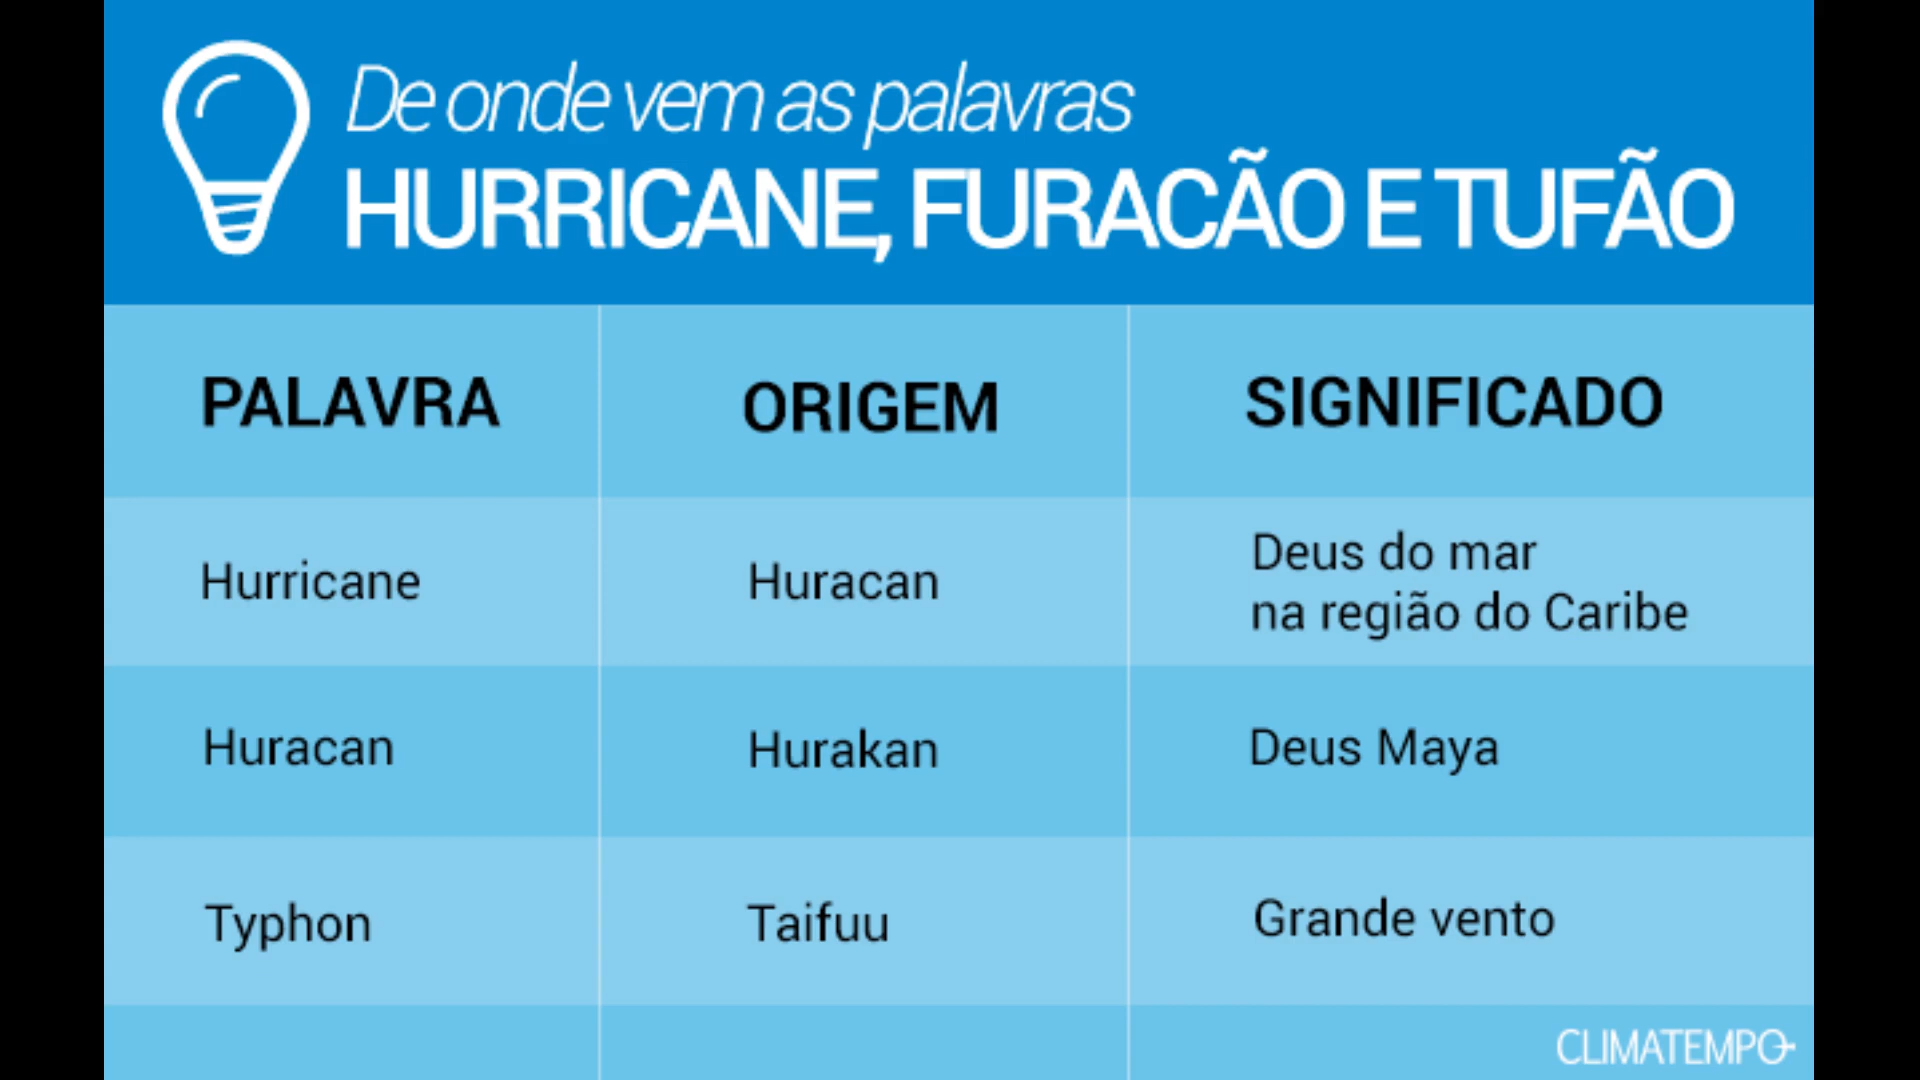 De onde vem as palavras
HURRICANE, FURACÃO E TUFÃO
PALAVRA ORIGEM SIGNIFICADO
Hurricane Huracan Deus do mar
na região do Caribe
Huracan Hurakan Deus Maya
Typhon Taifuu Grande vento
CLIMATEMPO